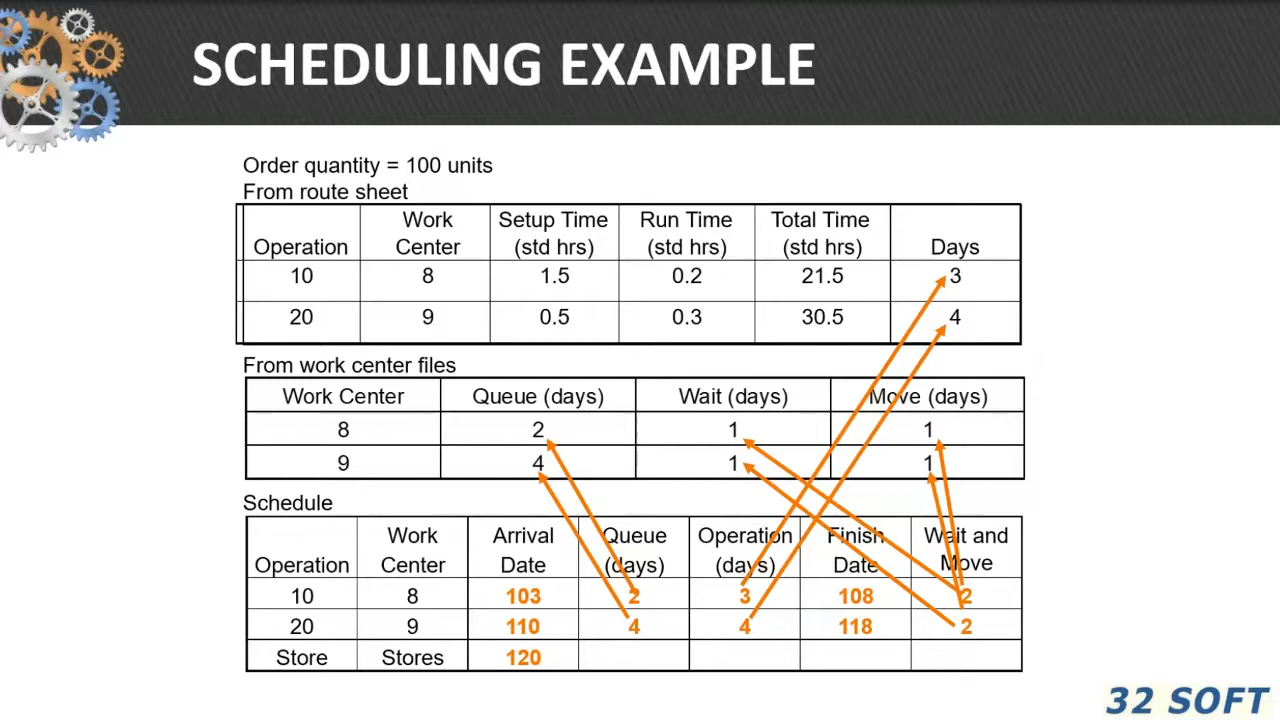 SCHEDULING EXAMPLE
Order quantity = 100 units
From route sheet
Operation Work Center Setup Time (std hrs) Run Time (std hrs) Total Time (std hrs) Days
10 8 1.5 0.2 21.5 3
20 9 0.5 0.3 30.5 4
From work center files
Work Center Queue (days) Wait (days) Move (days)
8 2 1 1
9 4 1 1
Schedule
Operation Work Center Arrival Date Queue (days) Operation (days) Finish Date Wait and Move
10 8 103 2 3 108 2
20 9 110 4 4 118 2
Store Stores 120
32 SOFT